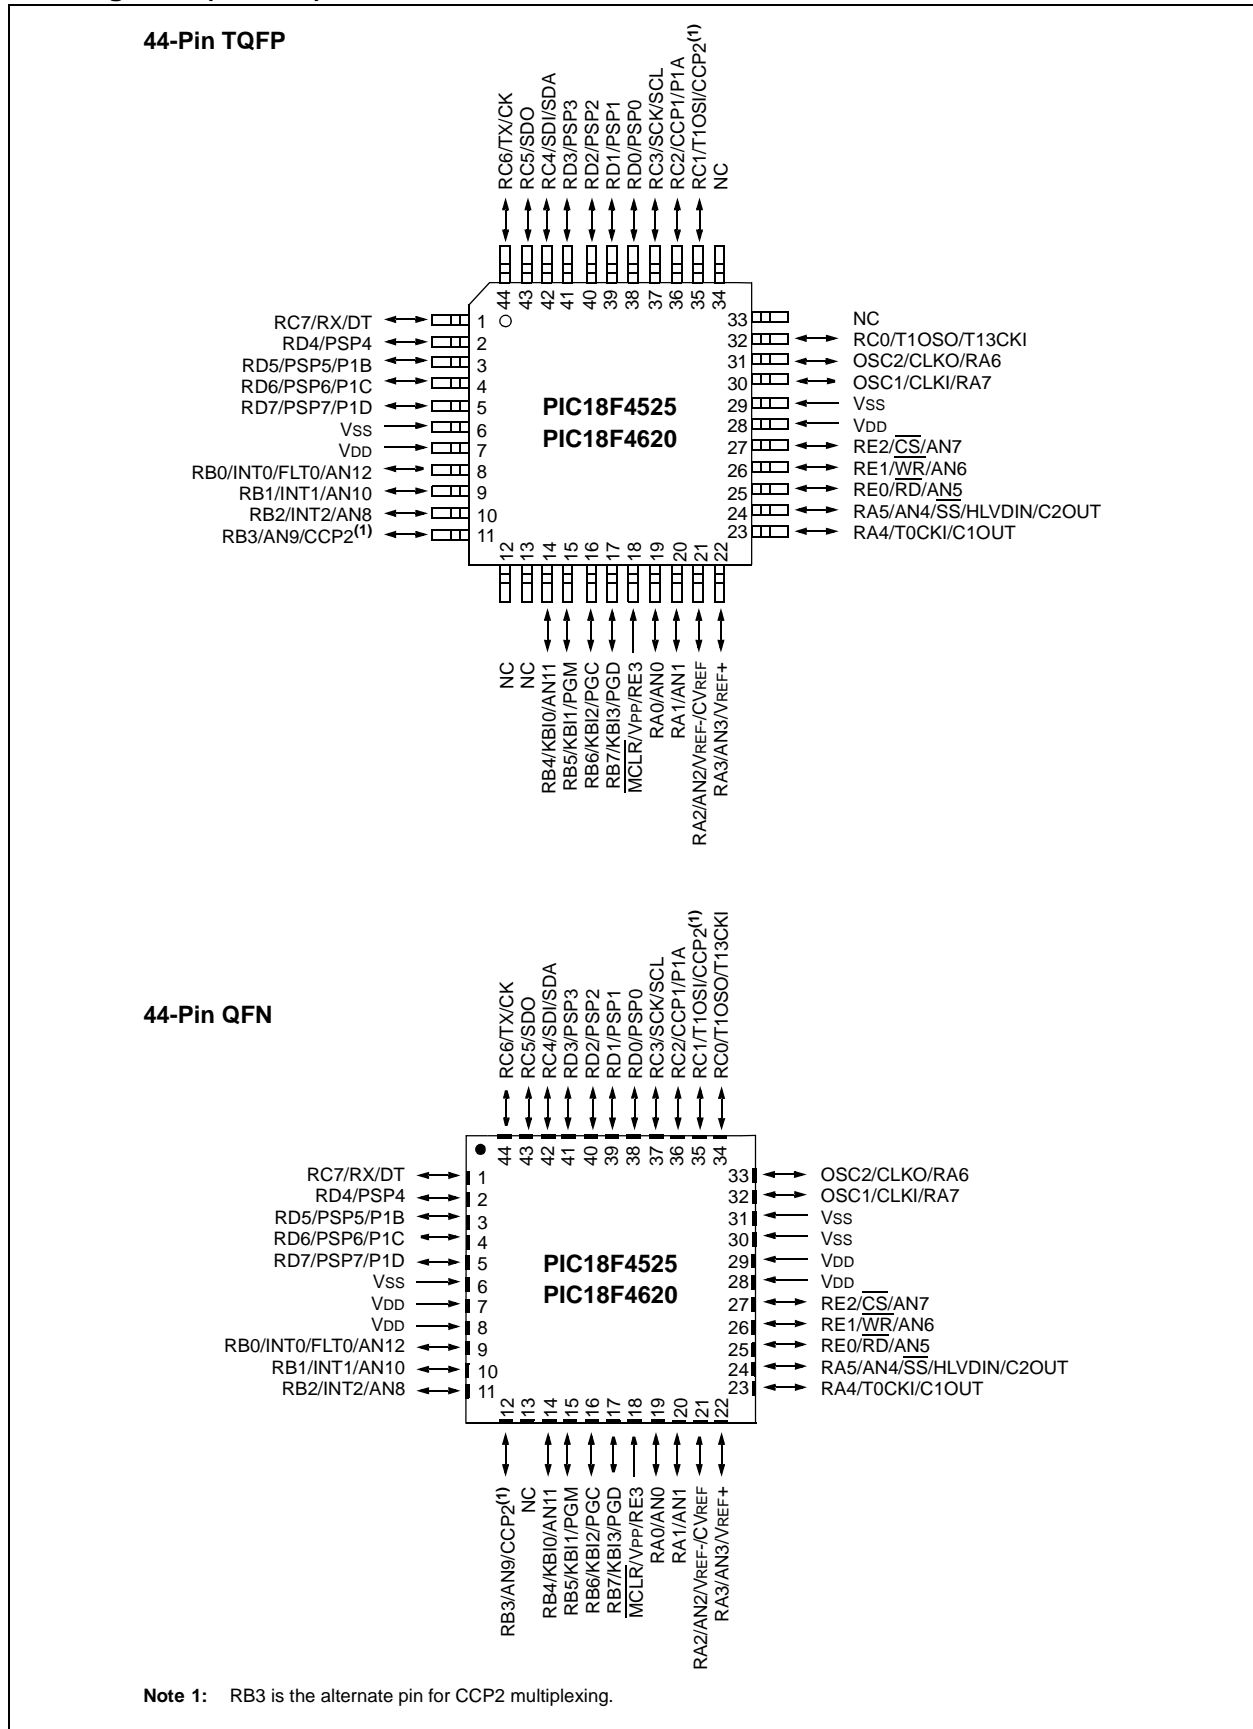 44-Pin TQFP
RC6/TX/CK
RC5/SDO
RC4/SDI/SDA
RD3/PSP3
RD2/PSP2
RD1/PSP1
RD0/PSP0
RC3/SCK/SCL
RC2/CCP1/P1A
RC1/T1OSI/CCP2(1)
NC
44
43
42
41
40
39
38
37
36
35
34
RC7/RX/DT 1
RD4/PSP4 2
RD5/PSP5/P1B 3
RD6/PSP6/P1C 4
RD7/PSP7/P1D 5
VSS 6
VDD 7
RB0/INT0/FLT0/AN12 8
RB1/INT1/AN10 9
RB2/INT2/AN8 10
RB3/AN9/CCP2(1) 11
PIC18F4525
PIC18F4620
33 NC
32 RC0/T1OSO/T13CKI
31 OSC2/CLKO/RA6
30 OSC1/CLKI/RA7
29 VSS
28 VDD
27 RE2/CS/AN7
26 RE1/WR/AN6
25 RE0/RD/AN5
24 RA5/AN4/SS/HLVDIN/C2OUT
23 RA4/T0CKI/C1OUT
12
13
14
15
16
17
18
19
20
21
22
NC
NC
RB4/KBI0/AN11
RB5/KBI1/PGM
RB6/KBI2/PGC
RB7/KBI3/PGD
MCLR/VPP/RE3
RA0/AN0
RA1/AN1
RA2/AN2/VREF-/CVREF
RA3/AN3/VREF+
44-Pin QFN
RC6/TX/CK
RC5/SDO
RC4/SDI/SDA
RD3/PSP3
RD2/PSP2
RD1/PSP1
RD0/PSP0
RC3/SCK/SCL
RC2/CCP1/P1A
RC1/T1OSI/CCP2(1)
RC0/T1OSO/T13CKI
44
43
42
41
40
39
38
37
36
35
34
RC7/RX/DT 1
RD4/PSP4 2
RD5/PSP5/P1B 3
RD6/PSP6/P1C 4
RD7/PSP7/P1D 5
VSS 6
VDD 7
VDD 8
RB0/INT0/FLT0/AN12 9
RB1/INT1/AN10 10
RB2/INT2/AN8 11
PIC18F4525
PIC18F4620
33 OSC2/CLKO/RA6
32 OSC1/CLKI/RA7
31 VSS
30 VSS
29 VDD
28 VDD
27 RE2/CS/AN7
26 RE1/WR/AN6
25 RE0/RD/AN5
24 RA5/AN4/SS/HLVDIN/C2OUT
23 RA4/T0CKI/C1OUT
12
13
14
15
16
17
18
19
20
21
22
RB3/AN9/CCP2(1)
NC
RB4/KBI0/AN11
RB5/KBI1/PGM
RB6/KBI2/PGC
RB7/KBI3/PGD
MCLR/VPP/RE3
RA0/AN0
RA1/AN1
RA2/AN2/VREF-/CVREF
RA3/AN3/VREF+
Note 1: RB3 is the alternate pin for CCP2 multiplexing.